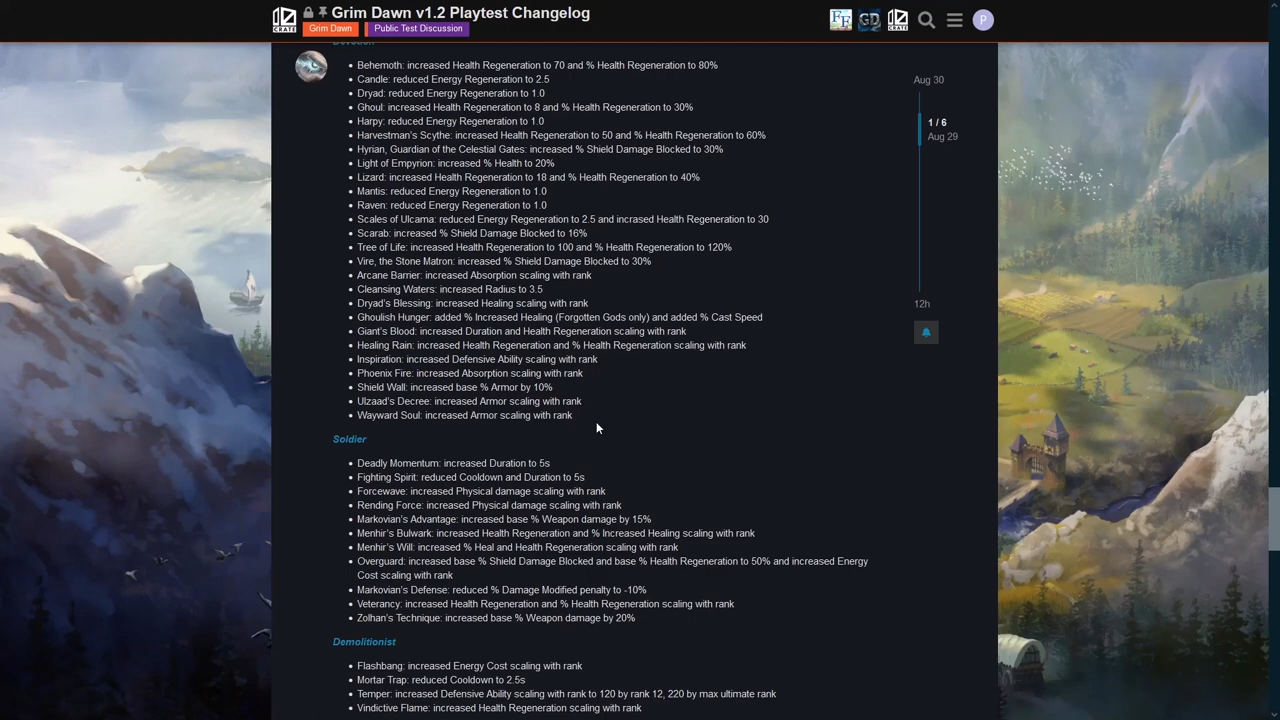 Grim Dawn v1.2 Playtest Changelog
CRATE
Grim Dawn
Public Test Discussion
FF
GD
CRATE
P
Devotion
Behemoth: increased Health Regeneration to 70 and % Health Regeneration to 80%
Candle: reduced Energy Regeneration to 2.5
Dryad: reduced Energy Regeneration to 1.0
Ghoul: increased Health Regeneration to 8 and % Health Regeneration to 30%
Harpy: reduced Energy Regeneration to 1.0
Harvestman's Scythe: increased Health Regeneration to 50 and % Health Regeneration to 60%
Hyrian, Guardian of the Celestial Gates: increased % Shield Damage Blocked to 30%
Light of Empyrion: increased % Health to 20%
Lizard: increased Health Regeneration to 18 and % Health Regeneration to 40%
Mantis: reduced Energy Regeneration to 1.0
Raven: reduced Energy Regeneration to 1.0
Scales of Ulcama: reduced Energy Regeneration to 2.5 and incrased Health Regeneration to 30
Scarab: increased % Shield Damage Blocked to 16%
Tree of Life: increased Health Regeneration to 100 and % Health Regeneration to 120%
Vire, the Stone Matron: increased % Shield Damage Blocked to 30%
Arcane Barrier: increased Absorption scaling with rank
Cleansing Waters: increased Radius to 3.5
Dryad's Blessing: increased Healing scaling with rank
Ghoulish Hunger: added % Increased Healing (Forgotten Gods only) and added % Cast Speed
Giant's Blood: increased Duration and Health Regeneration scaling with rank
Healing Rain: increased Health Regeneration and % Health Regeneration scaling with rank
Inspiration: increased Defensive Ability scaling with rank
Phoenix Fire: increased Absorption scaling with rank
Shield Wall: increased base % Armor by 10%
Ulzaad's Decree: increased Armor scaling with rank
Wayward Soul: increased Armor scaling with rank
Soldier
Deadly Momentum: increased Duration to 5s
Fighting Spirit: reduced Cooldown and Duration to 5s
Forcewave: increased Physical damage scaling with rank
Rending Force: increased Physical damage scaling with rank
Markovian's Advantage: increased base % Weapon damage by 15%
Menhir's Bulwark: increased Health Regeneration and % Increased Healing scaling with rank
Menhir's Will: increased % Heal and Health Regeneration scaling with rank
Overguard: increased base % Shield Damage Blocked and base % Health Regeneration to 50% and increased Energy
Cost scaling with rank
Markovian's Defense: reduced % Damage Modified penalty to -10%
Veterancy: increased Health Regeneration and % Health Regeneration scaling with rank
Zolhan's Technique: increased base % Weapon damage by 20%
Demolitionist
Flashbang: increased Energy Cost scaling with rank
Mortar Trap: reduced Cooldown to 2.5s
Temper: increased Defensive Ability scaling with rank to 120 by rank 12, 220 by max ultimate rank
Vindictive Flame: increased Health Regeneration scaling with rank
Aug 30
1 / 6
Aug 29
12h